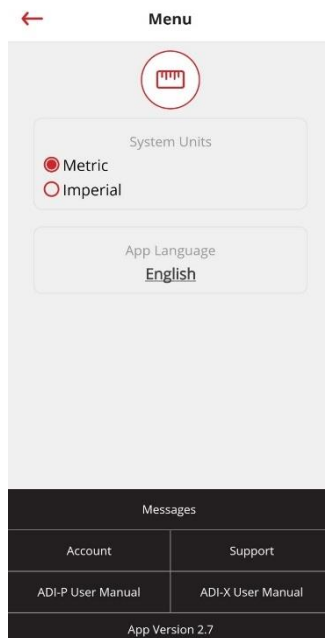 Menu
System Units
Metric
Imperial
App Language
English
Messages
Account
Support
ADI-P User Manual
ADI-X User Manual
App Version 2.7